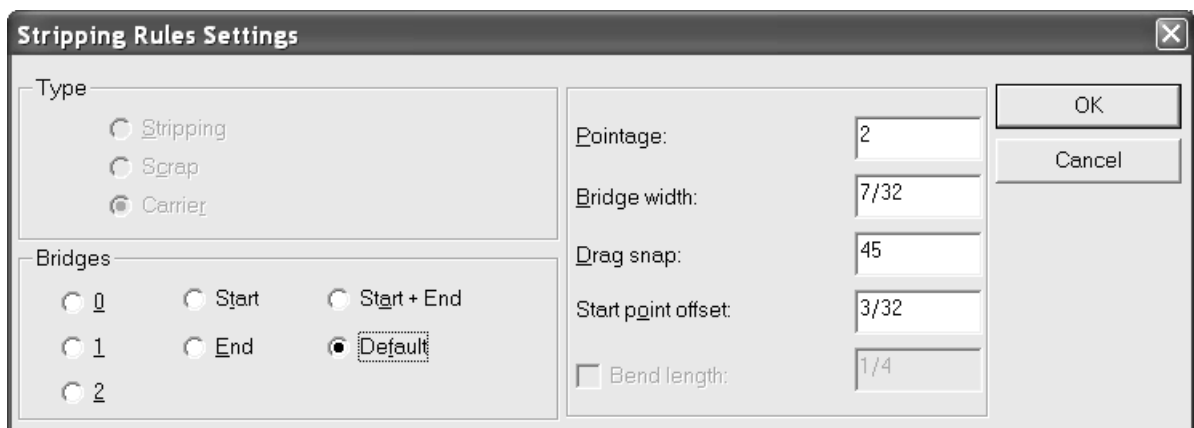 Stripping Rules Settings
Type
Stripping
Scrap
Carrier
Bridges
0
Start
Start + End
1
End
Default
2
Pointage:
2
Bridge width:
7/32
Drag snap:
45
Start point offset:
3/32
Bend length:
1/4
OK
Cancel